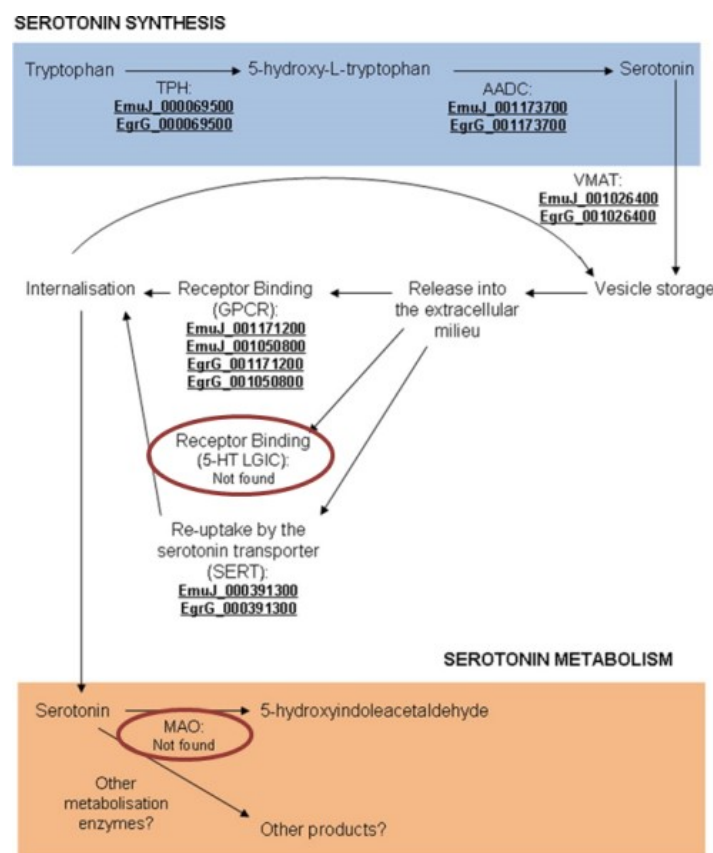 SEROTONIN SYNTHESIS
Tryptophan
5-hydroxy-L-tryptophan
Serotonin
TPH:
EmuJ_000069500
EgrG_000069500
AADC:
EmuJ_001173700
EgrG_001173700
VMAT:
EmuJ_001026400
EgrG_001026400
Internalisation
Receptor Binding
(GPCR):
EmuJ_001171200
EmuJ_001050800
EgrG_001171200
EgrG_001050800
Release into
the extracellular
milieu
Vesicle storage
Receptor Binding
(5-HT LGIC):
Not found
Re-uptake by the
serotonin transporter
(SERT):
EmuJ_000391300
EgrG_000391300
SEROTONIN METABOLISM
Serotonin
5-hydroxyindoleacetaldehyde
MAO:
Not found
Other
metabolisation
enzymes?
Other products?